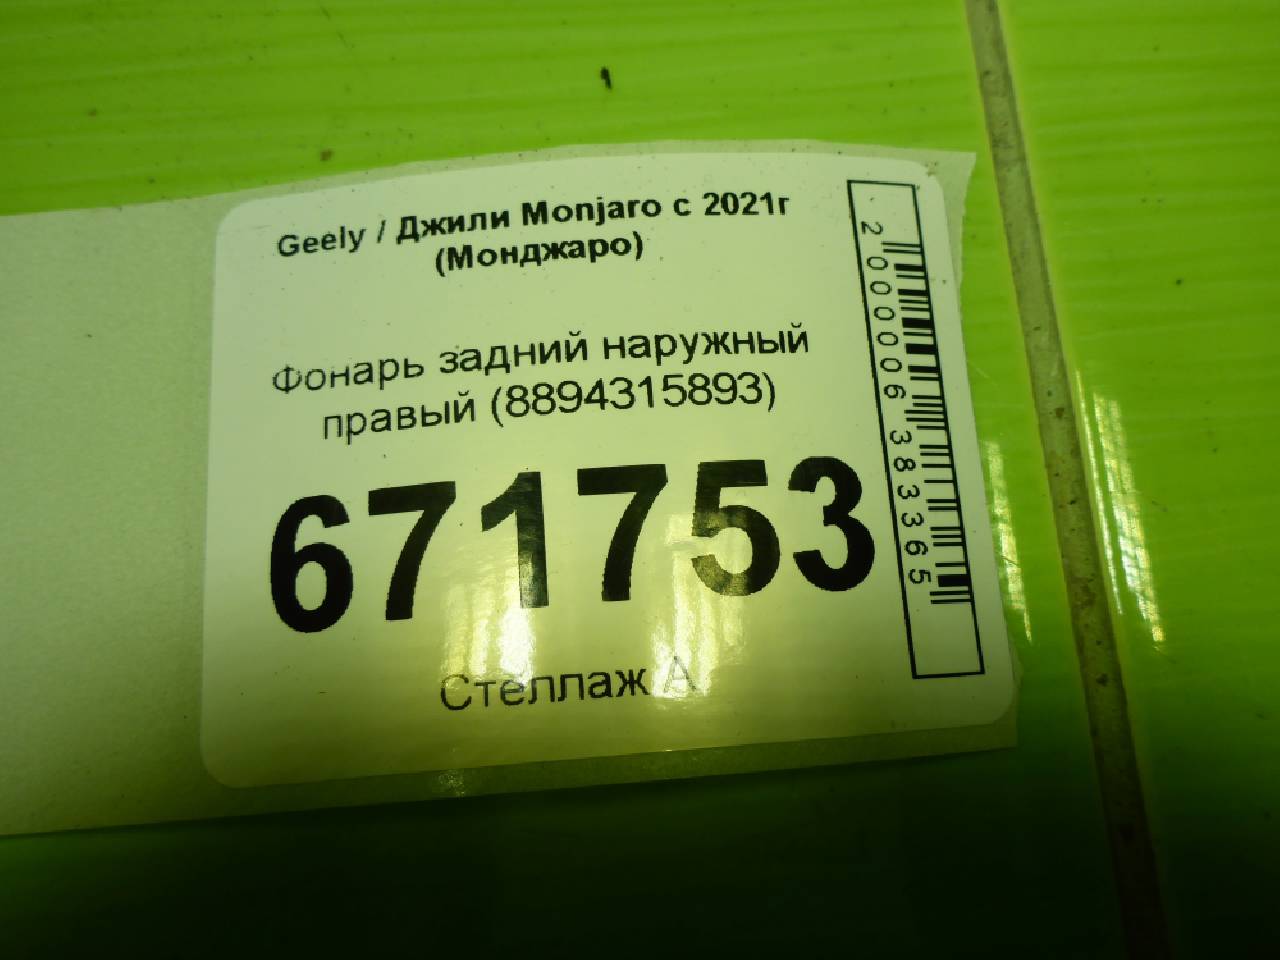 Geely / Джили Monjaro с 2021г
(Монджаро)
Фонарь задний наружный
правый (8894315893)
671753
Стеллаж А
2000006383365